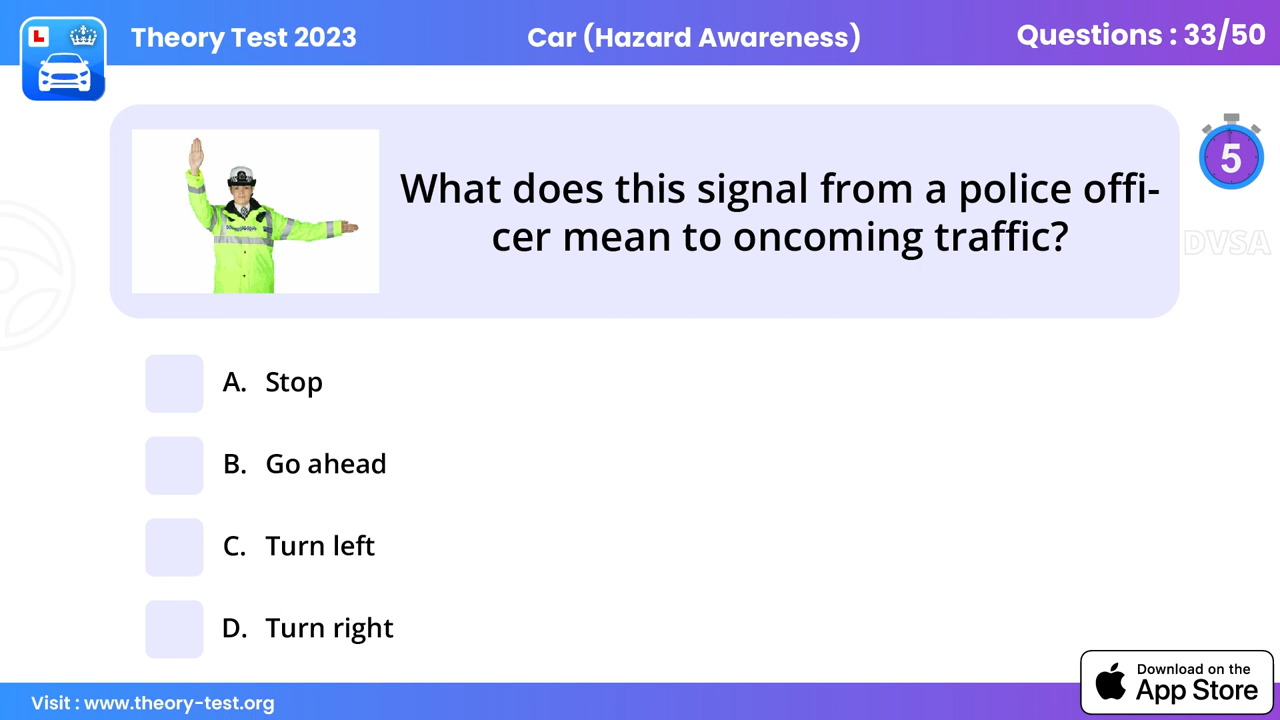 L
Theory Test 2023
Car (Hazard Awareness)
Questions : 33/50
5
What does this signal from a police offi-
cer mean to oncoming traffic?
DVSA
A. Stop
B. Go ahead
C. Turn left
D. Turn right
Visit : www.theory-test.org
Download on the
App Store